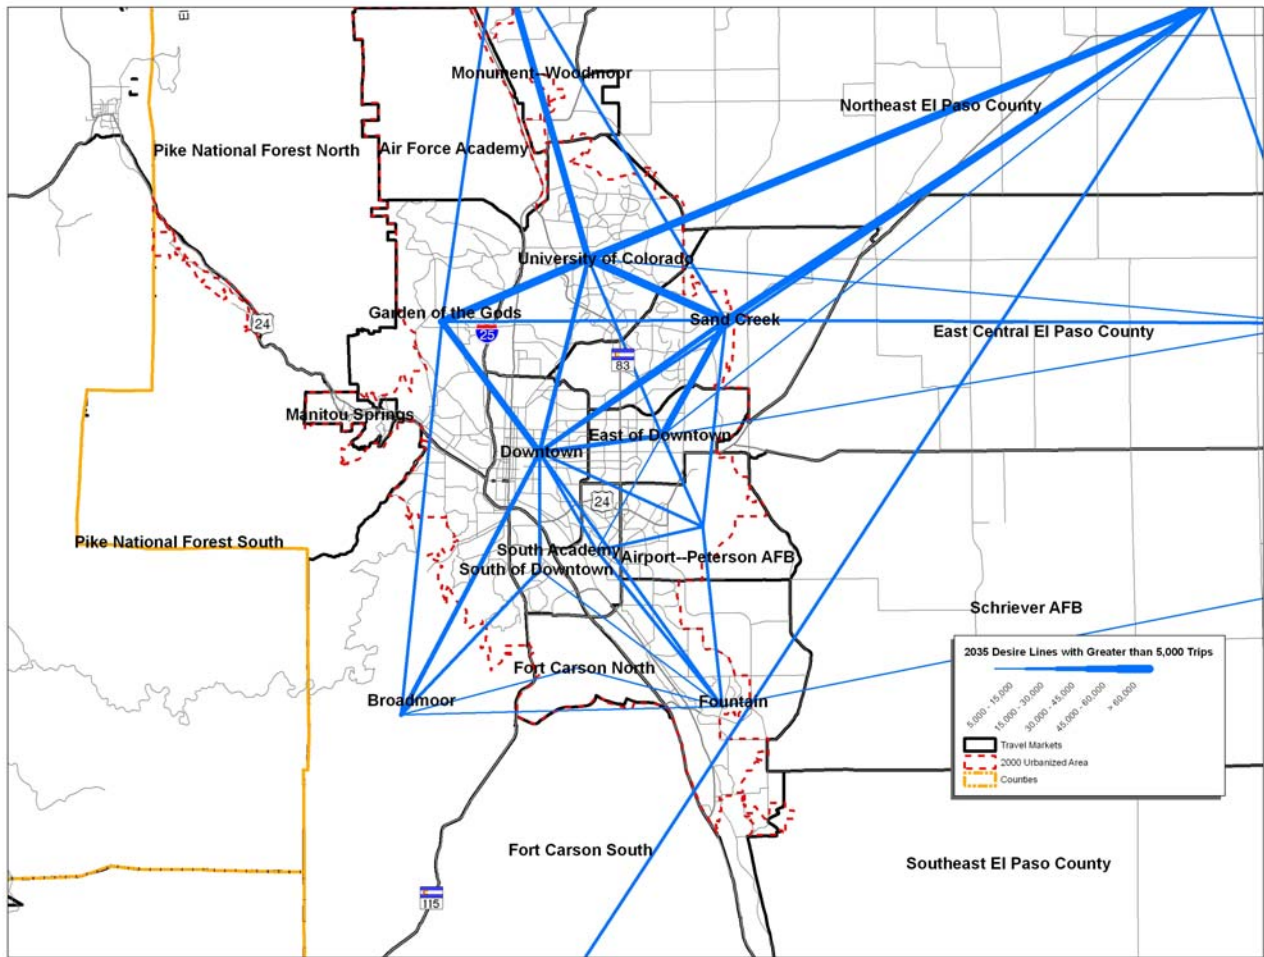 El
Monument--Woodmoor
Northeast El Paso County
Pike National Forest North
Air Force Academy
University of Colorado
Garden of the Gods
Sand Creek
24
25
East Central El Paso County
83
Manitou Springs
East of Downtown
Downtown
24
Pike National Forest South
South Academy
Airport--Peterson AFB
South of Downtown
Schriever AFB
2035 Desire Lines with Greater than 5,000 Trips
5,000 - 15,000
15,000 - 30,000
30,000 - 45,000
45,000 - 60,000
> 60,000
Travel Markets
2000 Urbanized Area
Counties
Fort Carson North
Broadmoor
Fountain
Fort Carson South
Southeast El Paso County
115